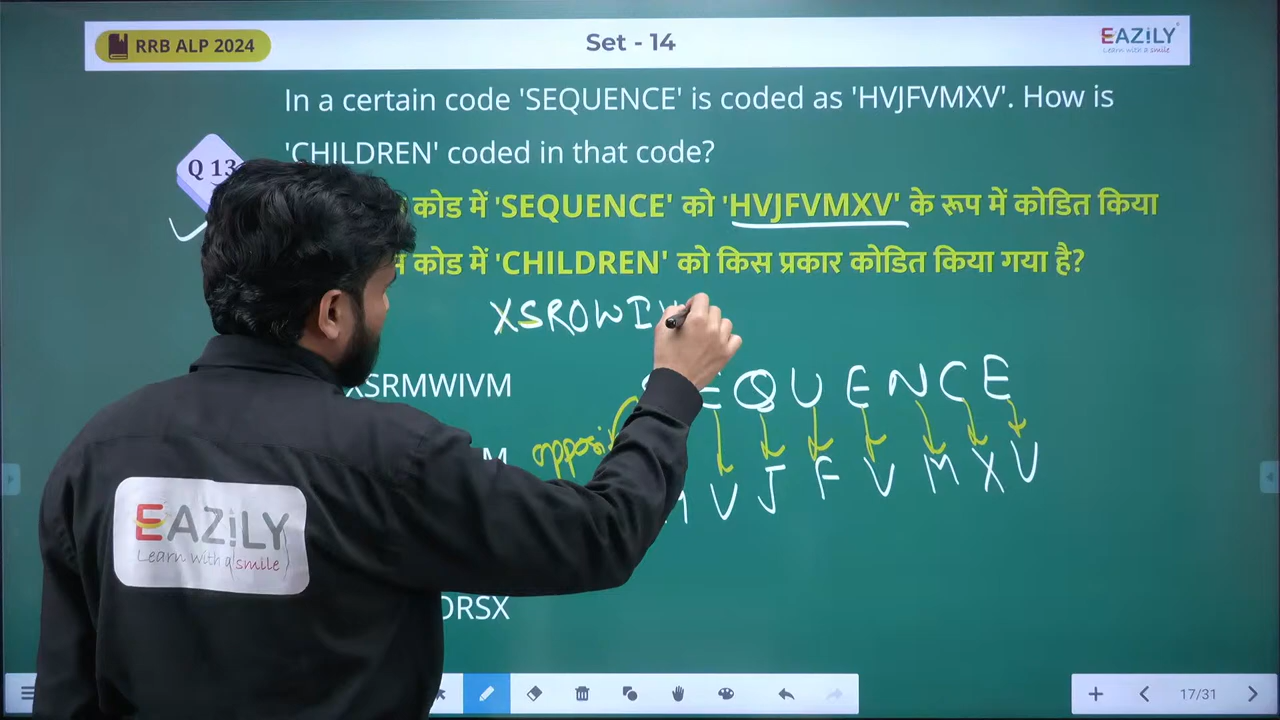 RRB ALP 2024
Set - 14
EAZILY
Learn with a smile
In a certain code 'SEQUENCE' is coded as 'HVJFVMXV'. How is
Q 13
'CHILDREN' coded in that code?
कोड में 'SEQUENCE' को 'HVJFVMXV' के रूप में कोडित किया
कोड में 'CHILDREN' को किस प्रकार कोडित किया गया है?
XSROWI
XSRMWIVM
E Q U E N C E
V J F V M X V
EAZILY
Learn with a smile
ORSX
17/31